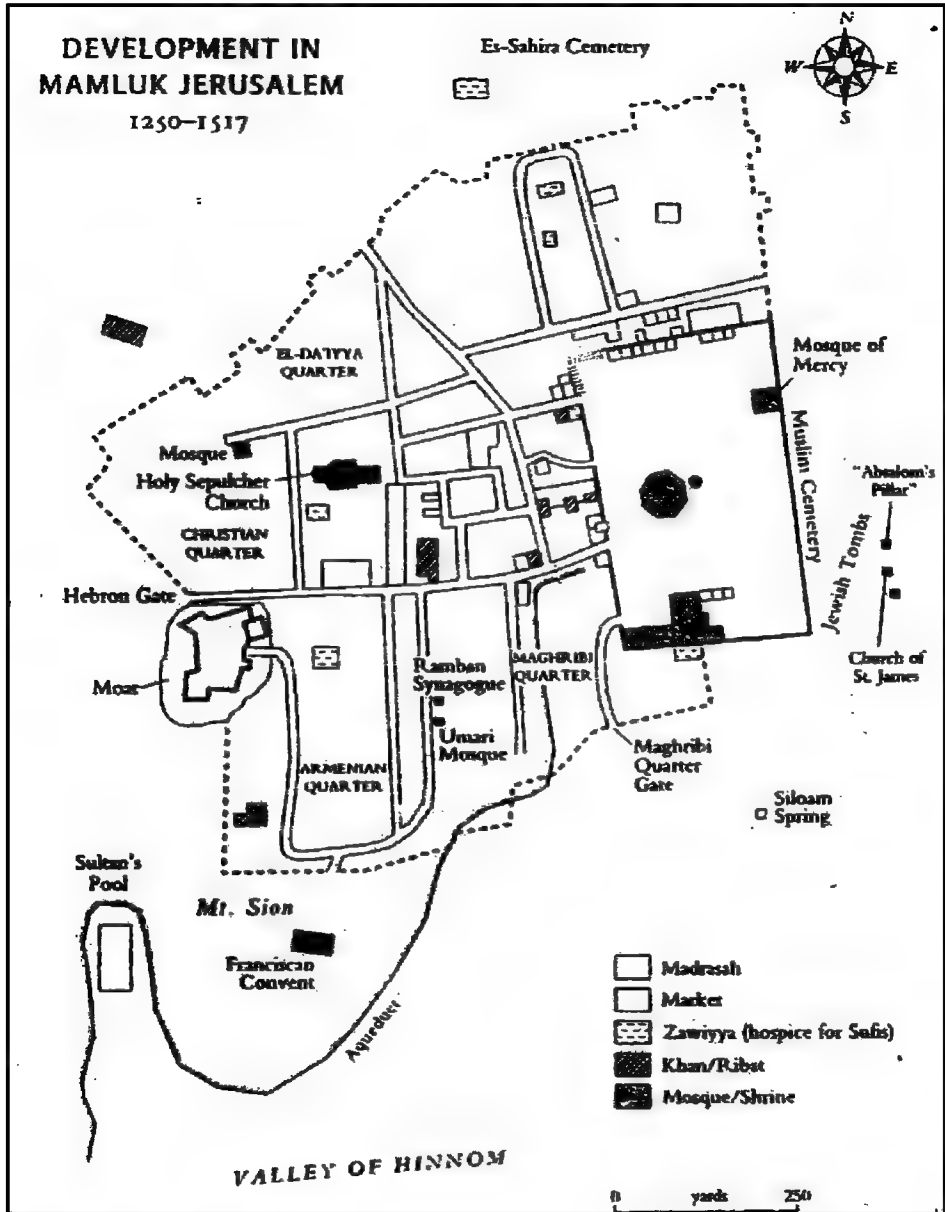 DEVELOPMENT IN
MAMLUK JERUSALEM
1250–1517
Es-Sahira Cemetery
N
W
E
S
EL-DATYYA
QUARTER
Mosque of
Mercy
Mosque
Holy Sepulcher
Church
Muslim Cemetery
"Absalom's
Pillar"
CHRISTIAN
QUARTER
Jewish Tombs
Hebron Gate
Church of
St. James
Moat
Ramban
Synagogue
MAGHRIBI
QUARTER
Umari
Mosque
ARMENIAN
QUARTER
Maghribi
Quarter
Gate
Siloam
Spring
Pool
Mt. Sion
Franciscan
Convent
Aqueduct
Madrasah
Market
Zawiyya (hospice for Sufis)
Khan/Ribat
Mosque/Shrine
VALLEY OF HINNOM
0 yards 250